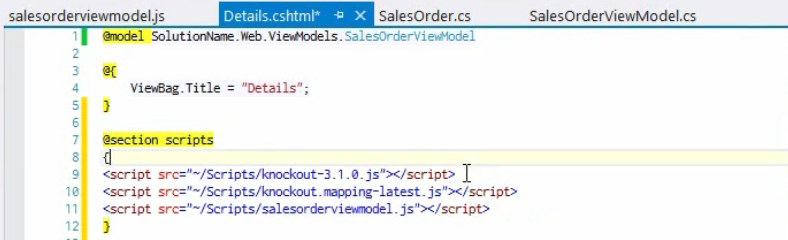 salesorderviewmodel.js Details.cshtml* SalesOrder.cs SalesOrderViewModel.cs
1 @model SolutionName.Web.ViewModels.SalesOrderViewModel
2
3 @{
4 ViewBag.Title = "Details";
5 }
6
7 @section scripts
8 {
9 <script src="~/Scripts/knockout-3.1.0.js"></script>
10 <script src="~/Scripts/knockout.mapping-latest.js"></script>
11 <script src="~/Scripts/salesorderviewmodel.js"></script>
12 }